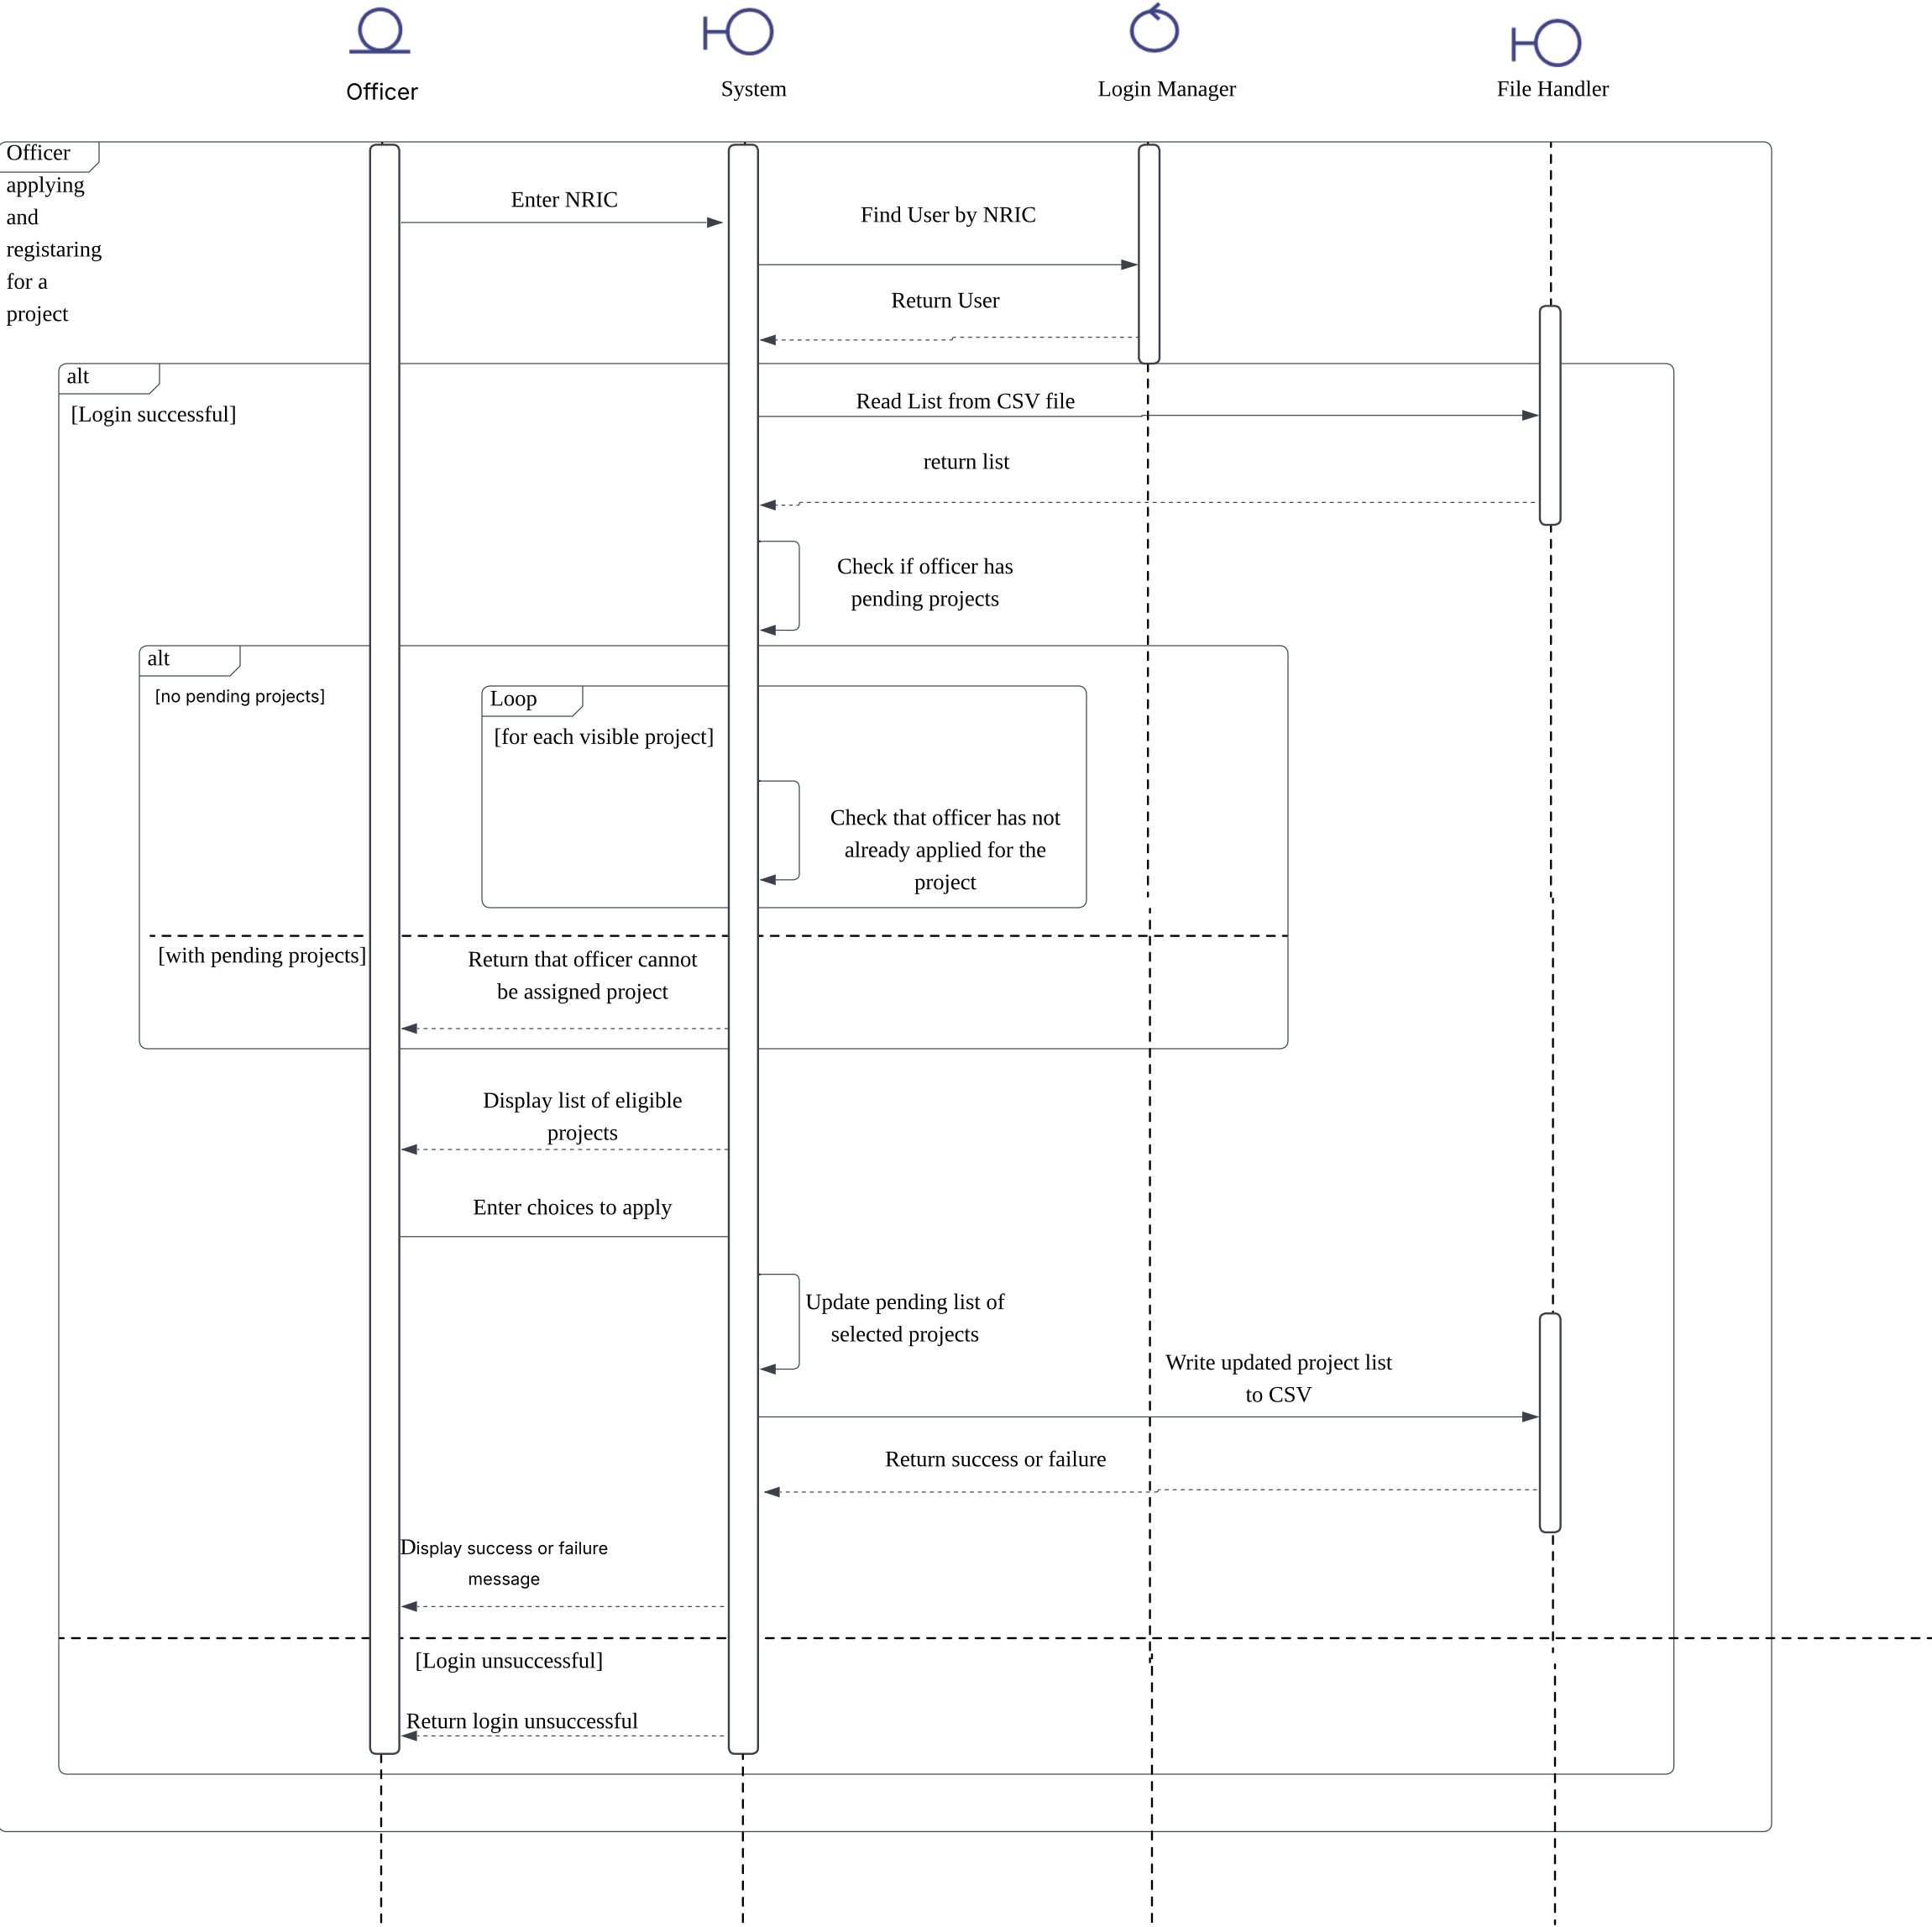 Officer
System
Login Manager
File Handler
Officer
applying
and
registaring
for a
project
Enter NRIC
Find User by NRIC
Return User
alt
[Login successful]
Read List from CSV file
return list
Check if officer has
pending projects
alt
[no pending projects]
Loop
[for each visible project]
Check that officer has not
already applied for the
project
[with pending projects]
Return that officer cannot
be assigned project
Display list of eligible
projects
Enter choices to apply
Update pending list of
selected projects
Write updated project list
to CSV
Return success or failure
Display success or failure
message
[Login unsuccessful]
Return login unsuccessful